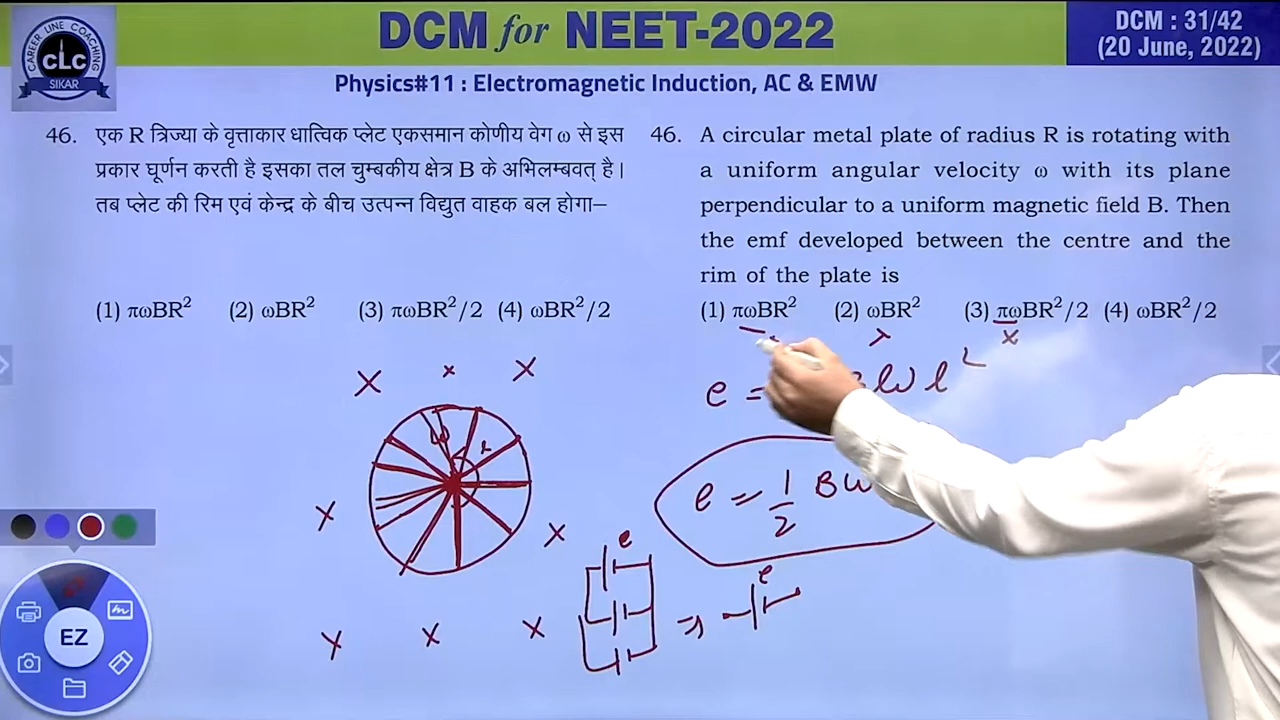 DCM for NEET-2022
DCM : 31/42
(20 June, 2022)
CAREER LINE COACHING
CLC
SIKAR
Physics#11 : Electromagnetic Induction, AC & EMW
46. एक R त्रिज्या के वृत्ताकार धात्विक प्लेट एकसमान कोणीय वेग ω से इस
प्रकार घूर्णन करती है इसका तल चुम्बकीय क्षेत्र B के अभिलम्बवत् है।
तब प्लेट की रिम एवं केन्द्र के बीच उत्पन्न विद्युत वाहक बल होगा–
(1) πωBR² (2) ωBR² (3) πωBR²/2 (4) ωBR²/2
46. A circular metal plate of radius R is rotating with
a uniform angular velocity ω with its plane
perpendicular to a uniform magnetic field B. Then
the emf developed between the centre and the
rim of the plate is
(1) πωBR² (2) ωBR² (3) πωBR²/2 (4) ωBR²/2
x
e = ω l²
e = 1/2 Bω
x x x
x x
x x x
e
⇒
e
EZ